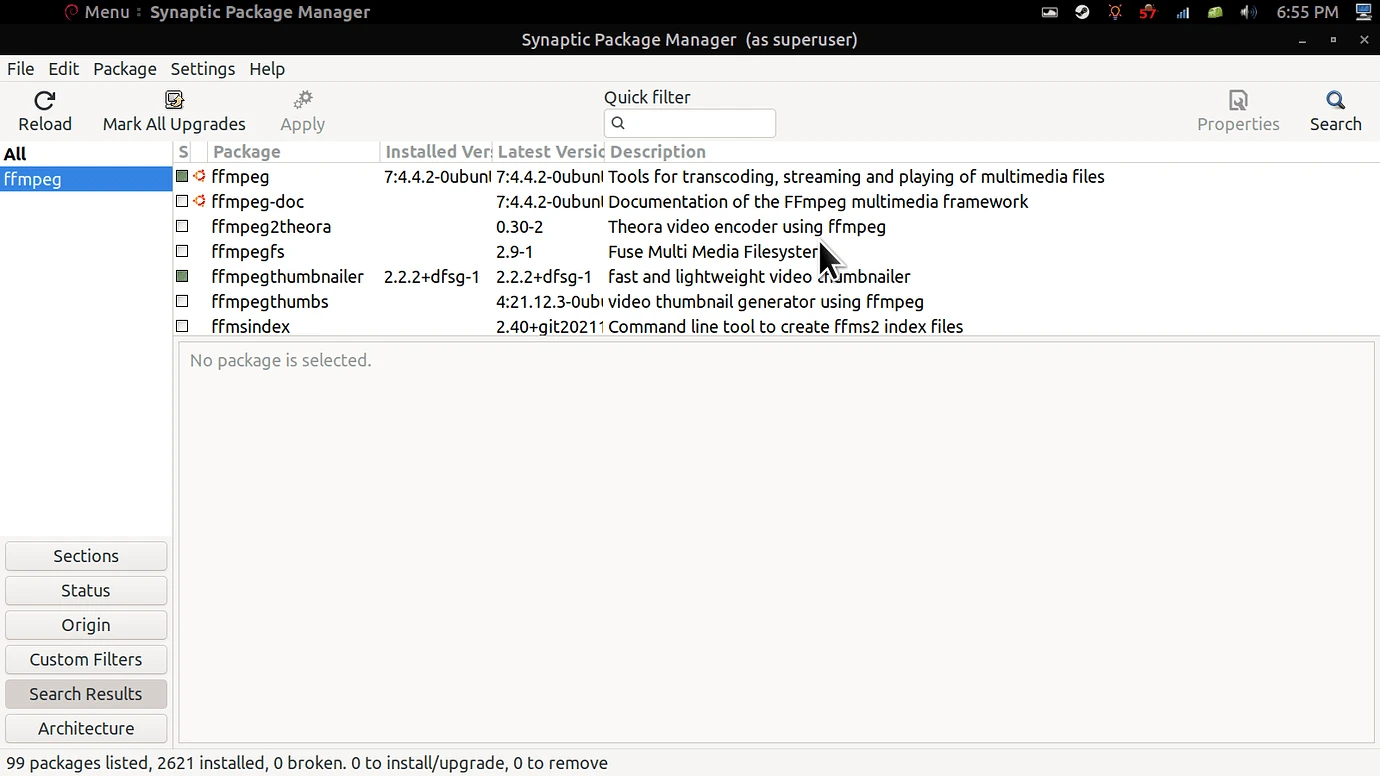 Menu : Synaptic Package Manager
57 6:55 PM
Synaptic Package Manager (as superuser)
File Edit Package Settings Help
Reload Mark All Upgrades Apply
Quick filter
Properties Search
All
ffmpeg
S Package Installed Ver Latest Versio Description
ffmpeg 7:4.4.2-0ubunt 7:4.4.2-0ubunt Tools for transcoding, streaming and playing of multimedia files
ffmpeg-doc 7:4.4.2-0ubunt Documentation of the FFmpeg multimedia framework
ffmpeg2theora 0.30-2 Theora video encoder using ffmpeg
ffmpegfs 2.9-1 Fuse Multi Media Filesystem
ffmpegthumbnailer 2.2.2+dfsg-1 2.2.2+dfsg-1 fast and lightweight video thumbnailer
ffmpegthumbs 4:21.12.3-0ubu video thumbnail generator using ffmpeg
ffmsindex 2.40+git20211 Command line tool to create ffms2 index files
No package is selected.
Sections
Status
Origin
Custom Filters
Search Results
Architecture
99 packages listed, 2621 installed, 0 broken. 0 to install/upgrade, 0 to remove